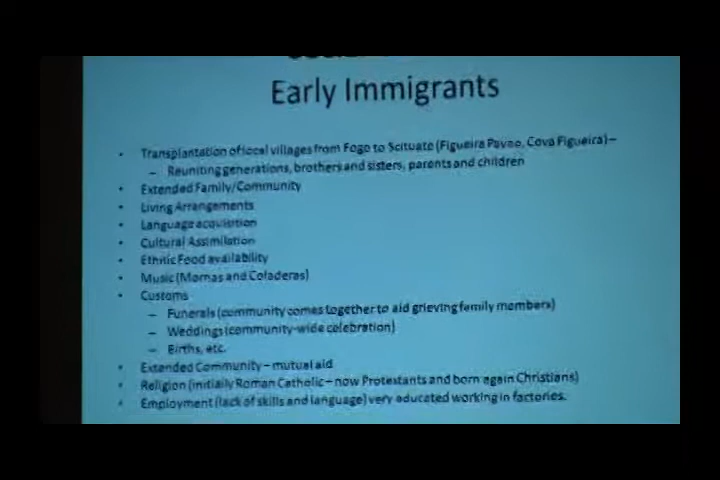 Early Immigrants
• Transplantation of local villages from Fogo to Scituate (Figueira Pavao, Cova Figueira) –
– Reuniting generations, brothers and sisters, parents and children
• Extended Family/Community
• Living Arrangements
• Language acquisition
• Cultural Assimilation
• Ethitic Food availability
• Music (Mornas and Coladeras)
• Customs
– Funerals (community comes together to aid grieving family members)
– Weddings (community-wide celebration)
– Births, etc.
• Extended Community – mutual aid
• Religion (initially Roman Catholic – now Protestants and born again Christians)
• Employment (lack of skills and language) very educated working in factories.